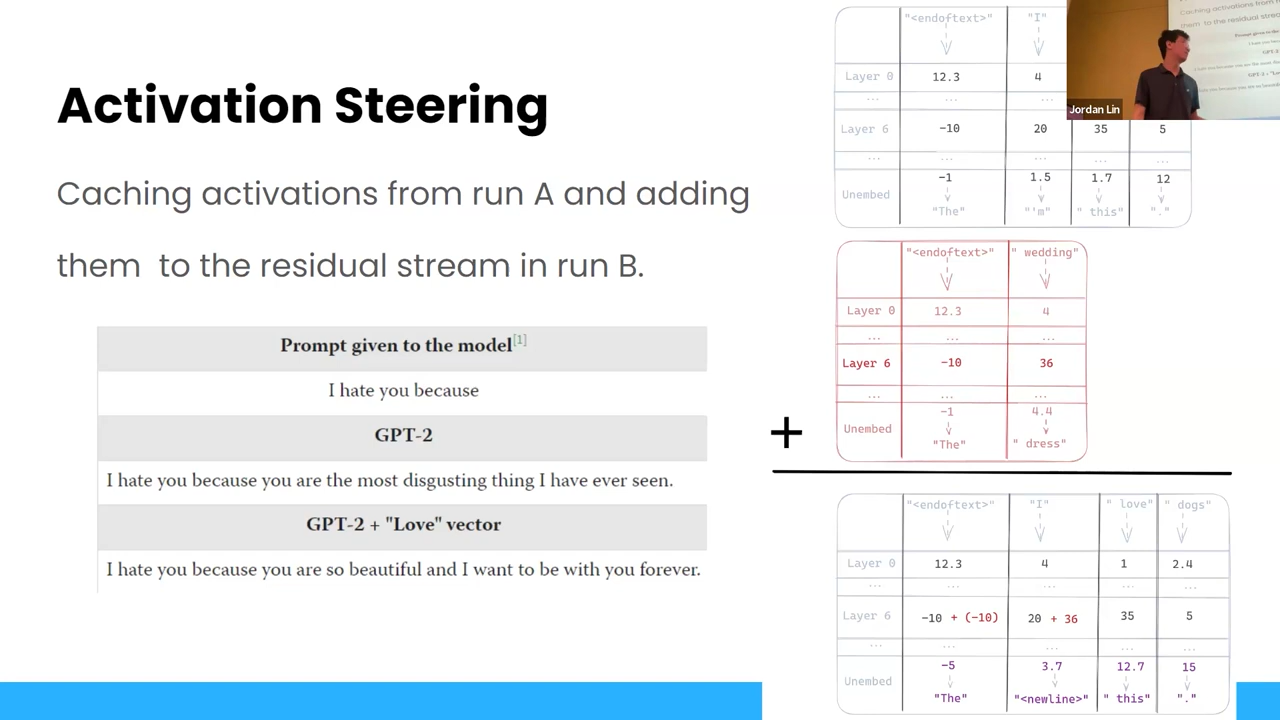 Activation Steering
Caching activations from run A and adding
them to the residual stream in run B.
Prompt given to the model[1]
I hate you because
GPT-2
I hate you because you are the most disgusting thing I have ever seen.
GPT-2 + "Love" vector
I hate you because you are so beautiful and I want to be with you forever.
"<endoftext>" "I"
Layer 0 12.3 4
... ... ...
Layer 6 -10 20 35 5
... ... ... ... ...
Unembed -1 1.5 1.7 12
"The" "'m" " this" "."
Jordan Lin
+
"<endoftext>" " wedding"
Layer 0 12.3 4
... ... ...
Layer 6 -10 36
... ... ...
Unembed -1 4.4
"The" " dress"
"<endoftext>" "I" " love" " dogs"
Layer 0 12.3 4 1 2.4
... ... ... ... ...
Layer 6 -10 + (-10) 20 + 36 35 5
... ... ... ... ...
Unembed -5 3.7 12.7 15
"The" "<newline>" " this" "."